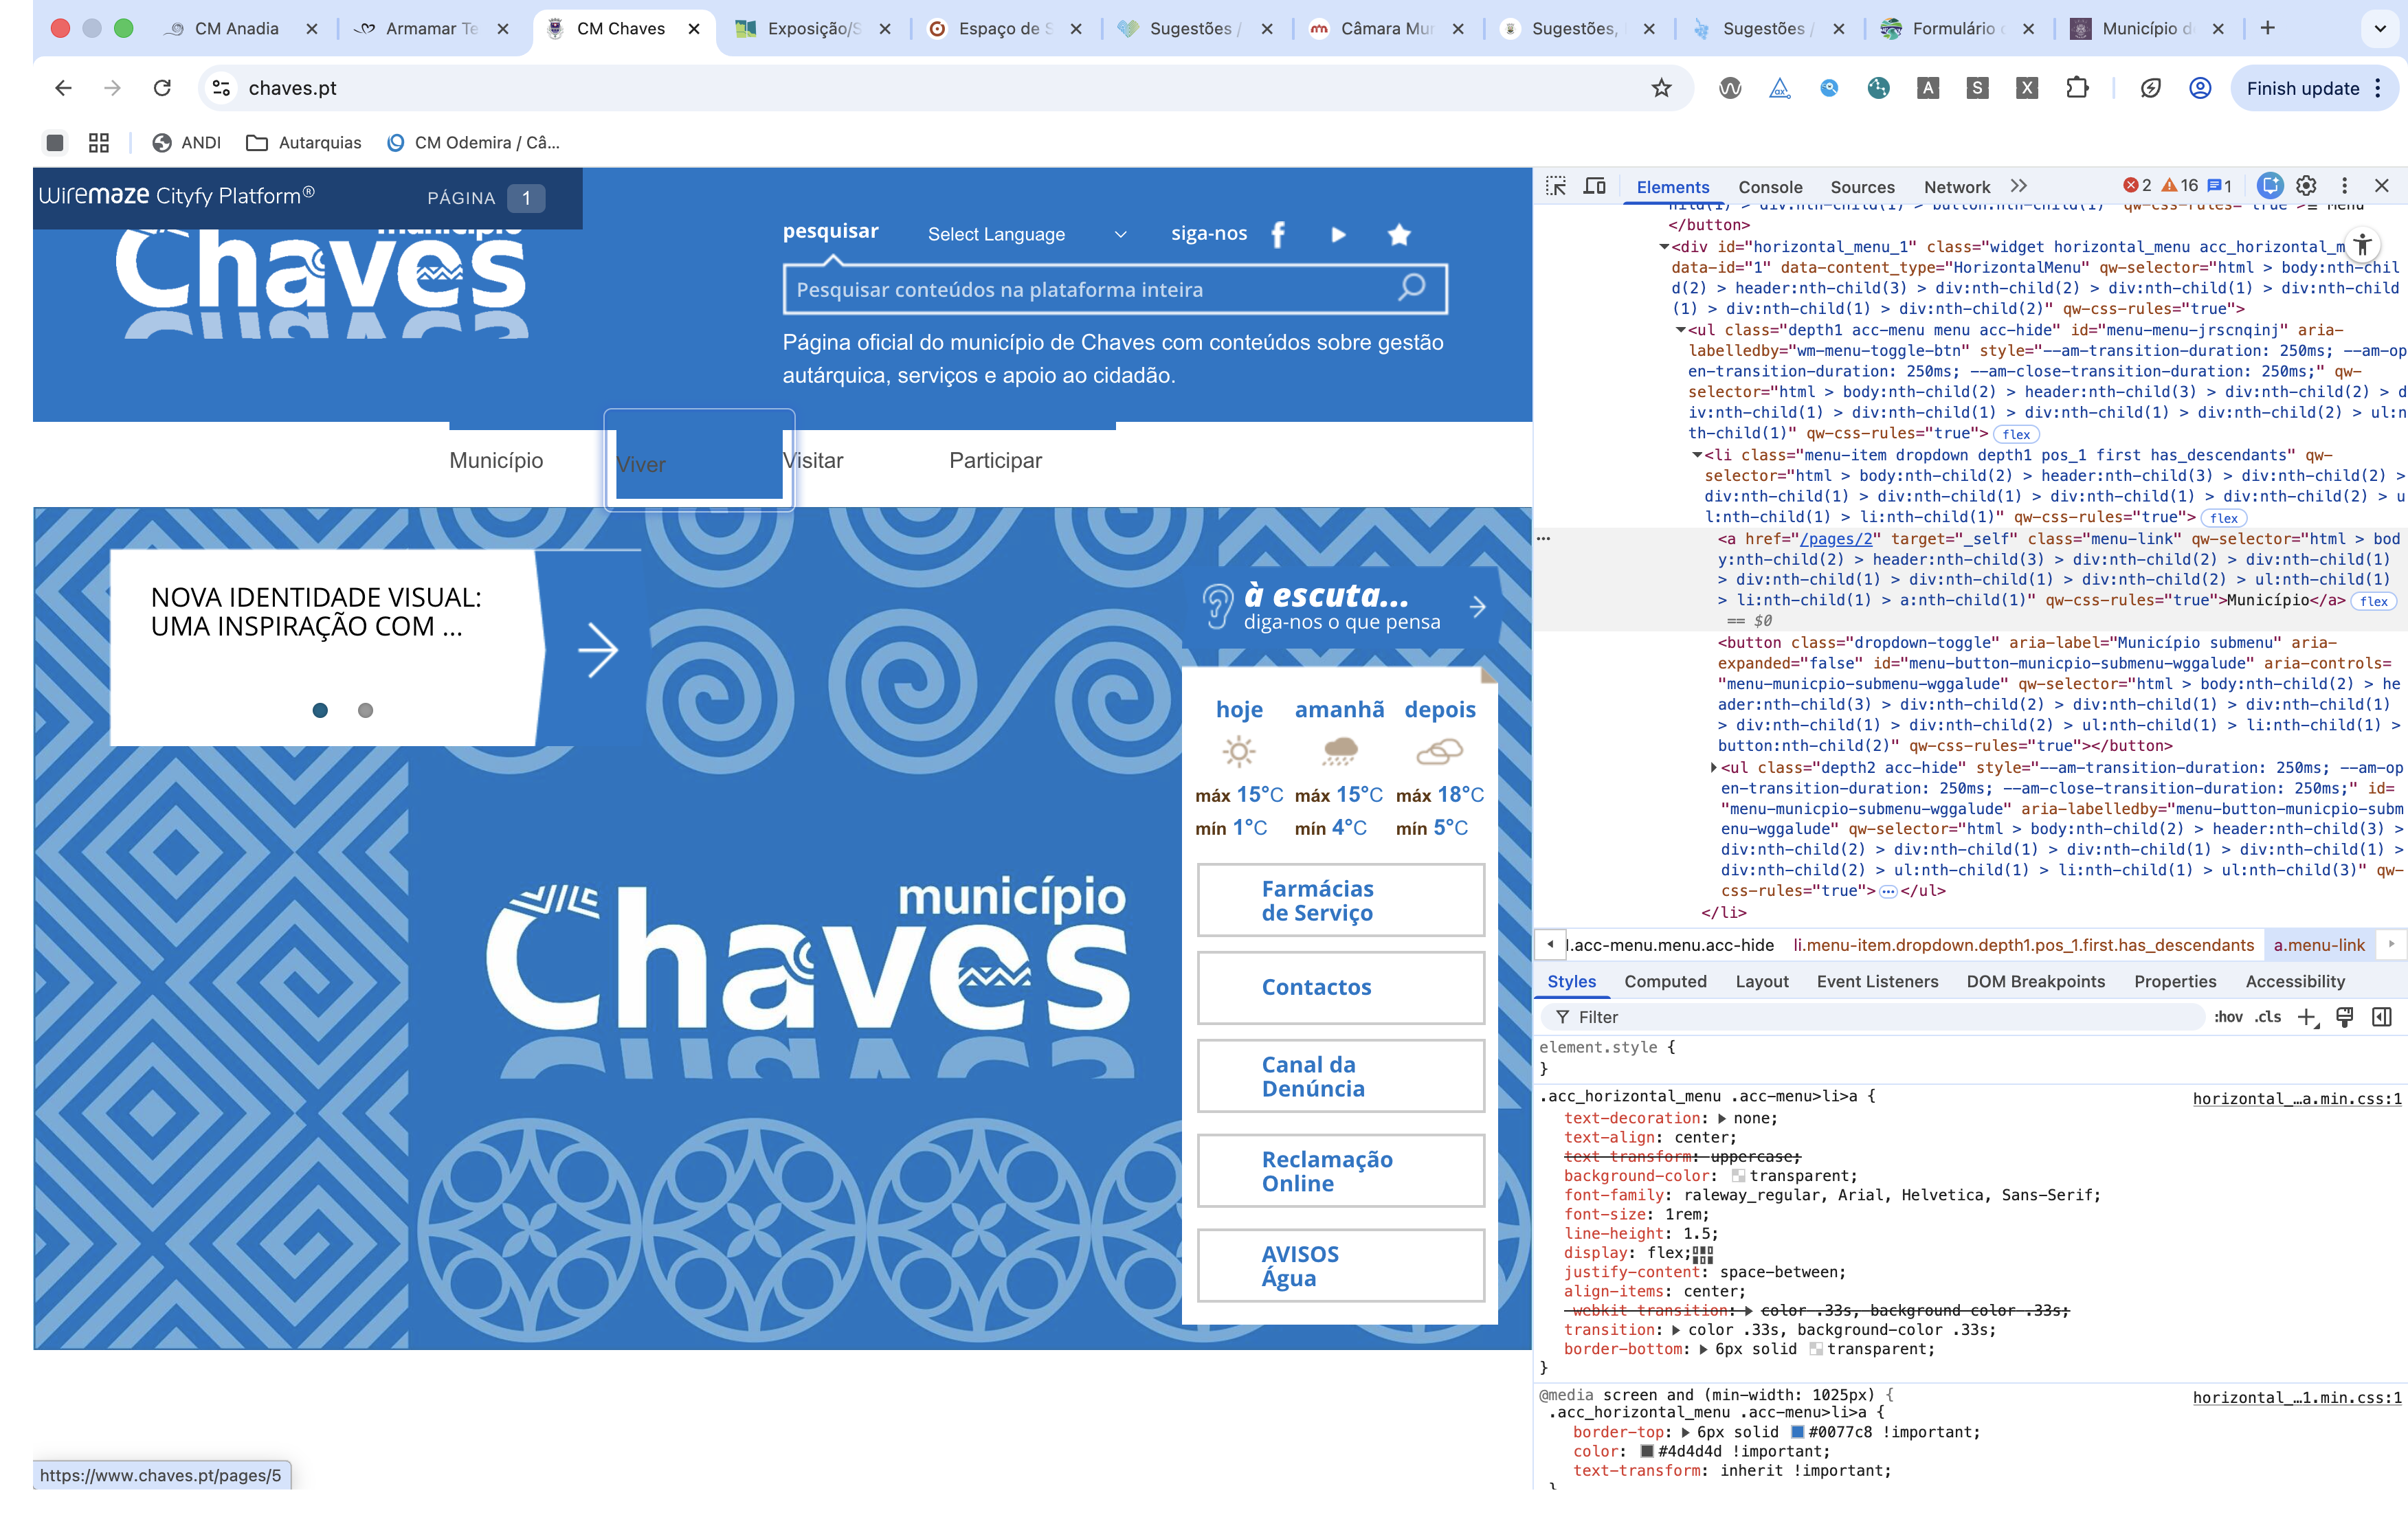 CM Anadia
Armamar Te
CM Chaves
Exposição/S
Espaço de S
Sugestões /
Câmara Mun
Sugestões,
Sugestões /
Formulário d
Município d
chaves.pt
Finish update
ANDI
Autarquias
CM Odemira / Câ...
wiremaze Cityfy Platform®
PÁGINA 1
município
Chaves
pesquisar
Select Language
siga-nos
Pesquisar conteúdos na plataforma inteira
Página oficial do município de Chaves com conteúdos sobre gestão
autárquica, serviços e apoio ao cidadão.
Município
Viver
Visitar
Participar
NOVA IDENTIDADE VISUAL:
UMA INSPIRAÇÃO COM ...
à escuta...
diga-nos o que pensa
hoje amanhã depois
máx 15°C máx 15°C máx 18°C
mín 1°C mín 4°C mín 5°C
Farmácias
de Serviço
Contactos
Canal da
Denúncia
Reclamação
Online
AVISOS
Água
município
Chaves
https://www.chaves.pt/pages/5
Elements Console Sources Network 2 16 1
hild(1) > div:nth-child(1) > button:nth-child(1)" qw-css-rules="true">≡ Menu
</button>
<div id="horizontal_menu_1" class="widget horizontal_menu acc_horizontal_m
data-id="1" data-content_type="HorizontalMenu" qw-selector="html > body:nth-chil
d(2) > header:nth-child(3) > div:nth-child(2) > div:nth-child(1) > div:nth-child
(1) > div:nth-child(1) > div:nth-child(2)" qw-css-rules="true">
<ul class="depth1 acc-menu menu acc-hide" id="menu-menu-jrscnqinj" aria-
labelledby="wm-menu-toggle-btn" style="--am-transition-duration: 250ms; --am-op
en-transition-duration: 250ms; --am-close-transition-duration: 250ms;" qw-
selector="html > body:nth-child(2) > header:nth-child(3) > div:nth-child(2) > d
iv:nth-child(1) > div:nth-child(1) > div:nth-child(1) > div:nth-child(2) > ul:n
th-child(1)" qw-css-rules="true"> flex
<li class="menu-item dropdown depth1 pos_1 first has_descendants" qw-
selector="html > body:nth-child(2) > header:nth-child(3) > div:nth-child(2) >
div:nth-child(1) > div:nth-child(1) > div:nth-child(1) > div:nth-child(2) > u
l:nth-child(1) > li:nth-child(1)" qw-css-rules="true"> flex
<a href="/pages/2" target="_self" class="menu-link" qw-selector="html > bod
y:nth-child(2) > header:nth-child(3) > div:nth-child(2) > div:nth-child(1)
> div:nth-child(1) > div:nth-child(1) > div:nth-child(2) > ul:nth-child(1)
> li:nth-child(1) > a:nth-child(1)" qw-css-rules="true">Município</a> flex
== $0
<button class="dropdown-toggle" aria-label="Município submenu" aria-
expanded="false" id="menu-button-municpio-submenu-wggalude" aria-controls=
"menu-municpio-submenu-wggalude" qw-selector="html > body:nth-child(2) > he
ader:nth-child(3) > div:nth-child(2) > div:nth-child(1) > div:nth-child(1)
> div:nth-child(1) > div:nth-child(2) > ul:nth-child(1) > li:nth-child(1) >
button:nth-child(2)" qw-css-rules="true"></button>
<ul class="depth2 acc-hide" style="--am-transition-duration: 250ms; --am-op
en-transition-duration: 250ms; --am-close-transition-duration: 250ms;" id=
"menu-municpio-submenu-wggalude" aria-labelledby="menu-button-municpio-subm
enu-wggalude" qw-selector="html > body:nth-child(2) > header:nth-child(3) >
div:nth-child(2) > div:nth-child(1) > div:nth-child(1) > div:nth-child(1) >
div:nth-child(2) > ul:nth-child(1) > li:nth-child(1) > ul:nth-child(3)" qw-
css-rules="true">...</ul>
</li>
l.acc-menu.menu.acc-hide li.menu-item.dropdown.depth1.pos_1.first.has_descendants a.menu-link
Styles Computed Layout Event Listeners DOM Breakpoints Properties Accessibility
Filter :hov .cls
element.style {
}
.acc_horizontal_menu .acc-menu>li>a { horizontal_…a.min.css:1
text-decoration: none;
text-align: center;
text-transform: uppercase;
background-color: transparent;
font-family: raleway_regular, Arial, Helvetica, Sans-Serif;
font-size: 1rem;
line-height: 1.5;
display: flex;
justify-content: space-between;
align-items: center;
-webkit-transition: color .33s, background-color .33s;
transition: color .33s, background-color .33s;
border-bottom: 6px solid transparent;
}
@media screen and (min-width: 1025px) { horizontal_…1.min.css:1
.acc_horizontal_menu .acc-menu>li>a {
border-top: 6px solid #0077c8 !important;
color: #4d4d4d !important;
text-transform: inherit !important;
}